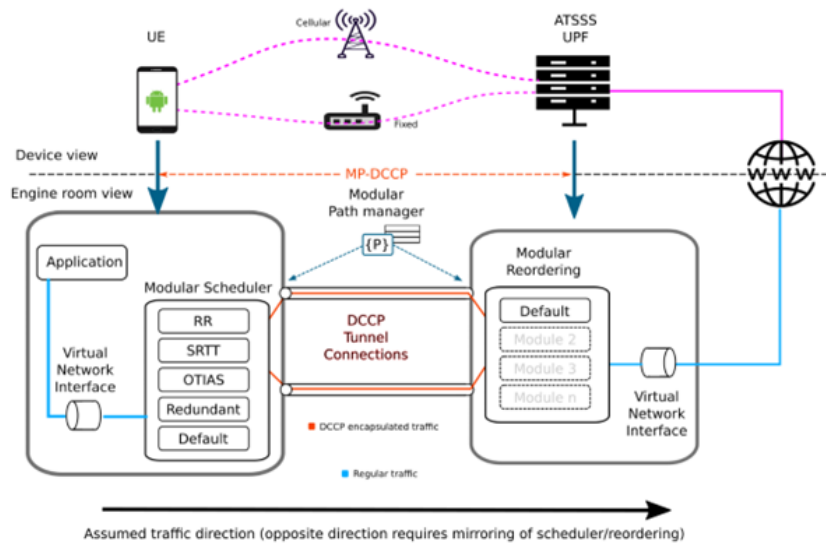 UE
Cellular
ATSSS
UPF
Fixed
Device view
MP-DCCP
WWW
Engine room view
Modular
Path manager
{P}
Application
Modular Scheduler
RR
SRTT
OTIAS
Redundant
Default
Virtual
Network
Interface
DCCP
Tunnel
Connections
Modular
Reordering
Default
Module 2
Module 3
Module n
Virtual
Network
Interface
DCCP encapsulated traffic
Regular traffic
Assumed traffic direction (opposite direction requires mirroring of scheduler/reordering)